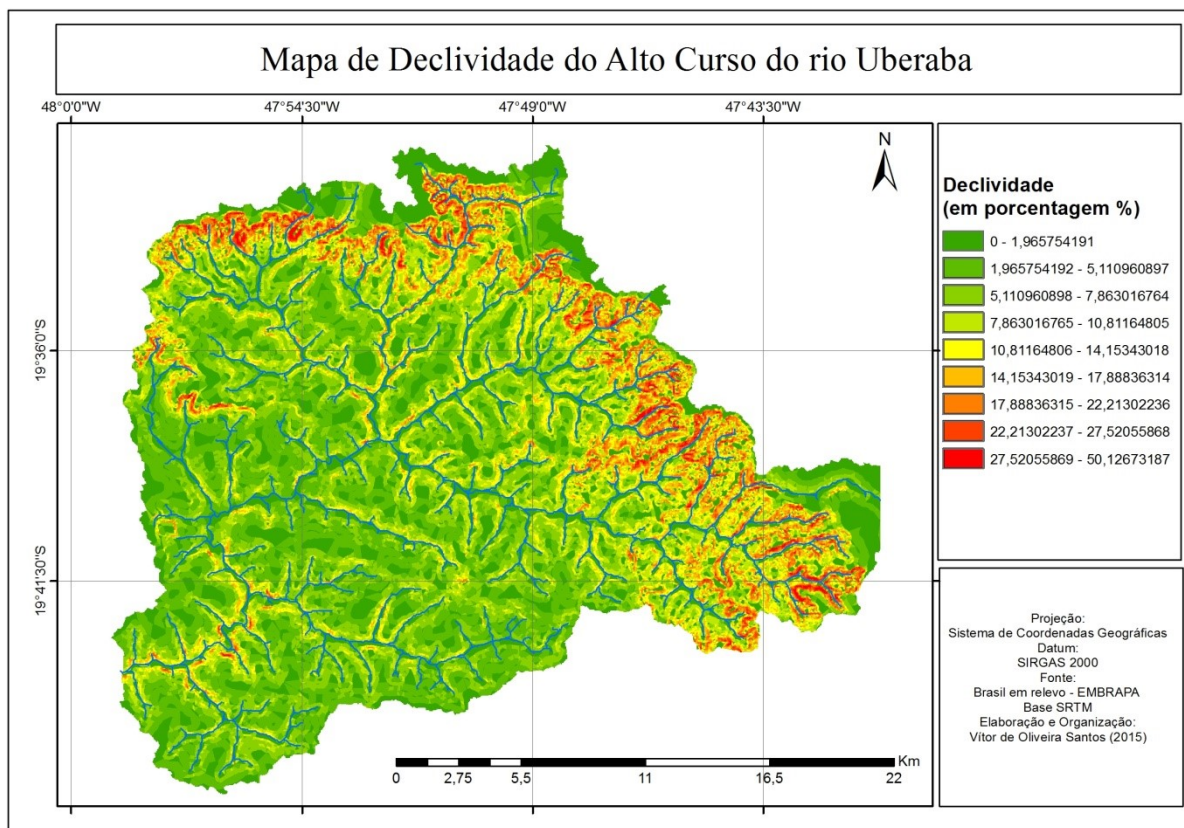 Mapa de Declividade do Alto Curso do rio Uberaba
48°0'0"W
47°54'30"W
47°49'0"W
47°43'30"W
19°36'0"S
19°41'30"S
N
Km
0
2,75
5,5
11
16,5
22
Declividade
(em porcentagem %)
0 - 1,965754191
1,965754192 - 5,110960897
5,110960898 - 7,863016764
7,863016765 - 10,81164805
10,81164806 - 14,15343018
14,15343019 - 17,88836314
17,88836315 - 22,21302236
22,21302237 - 27,52055868
27,52055869 - 50,12673187
Projeção:
Sistema de Coordenadas Geográficas
Datum:
SIRGAS 2000
Fonte:
Brasil em relevo - EMBRAPA
Base SRTM
Elaboração e Organização:
Vítor de Oliveira Santos (2015)